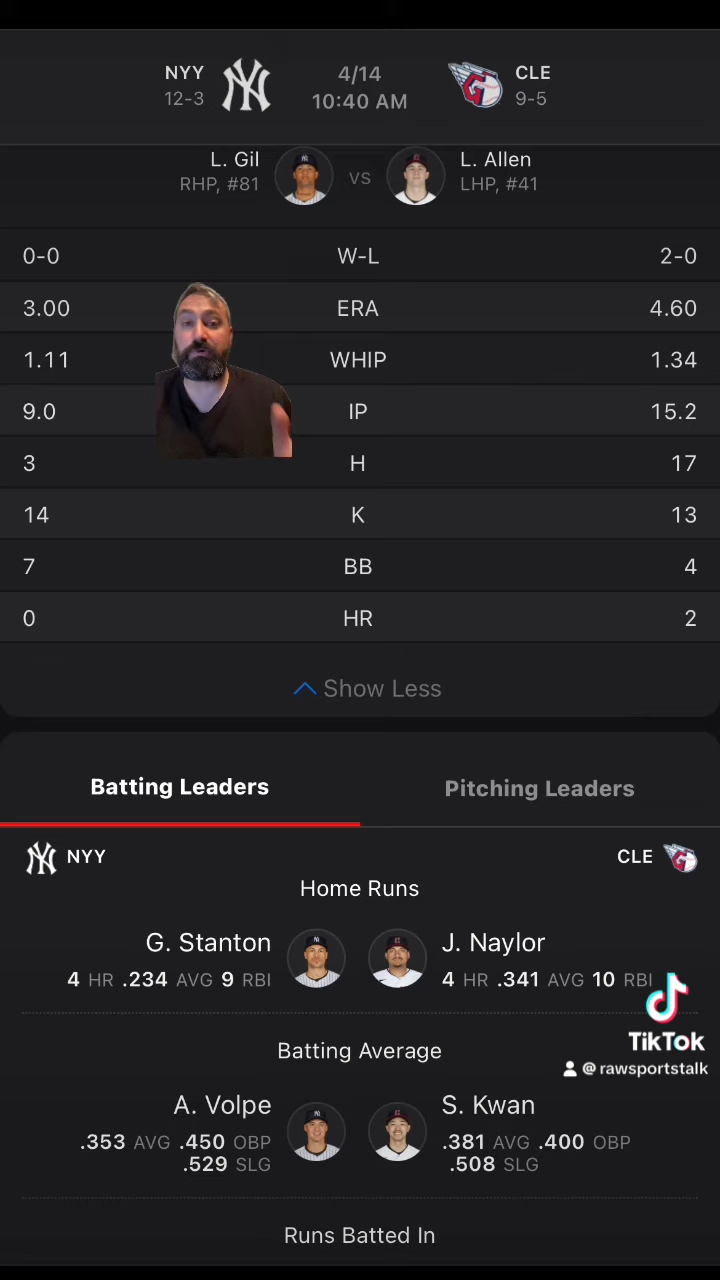 NYY 4/14 CLE
12-3 10:40 AM 9-5
L. Gil L. Allen
RHP, #81 VS LHP, #41
0-0 W-L 2-0
3.00 ERA 4.60
1.11 WHIP 1.34
9.0 IP 15.2
3 H 17
14 K 13
7 BB 4
0 HR 2
Show Less
Batting Leaders Pitching Leaders
NYY CLE
Home Runs
G. Stanton J. Naylor
4 HR .234 AVG 9 RBI 4 HR .341 AVG 10 RBI
TikTok
@rawsportstalk
Batting Average
A. Volpe S. Kwan
.353 AVG .450 OBP .381 AVG .400 OBP
.529 SLG .508 SLG
Runs Batted In